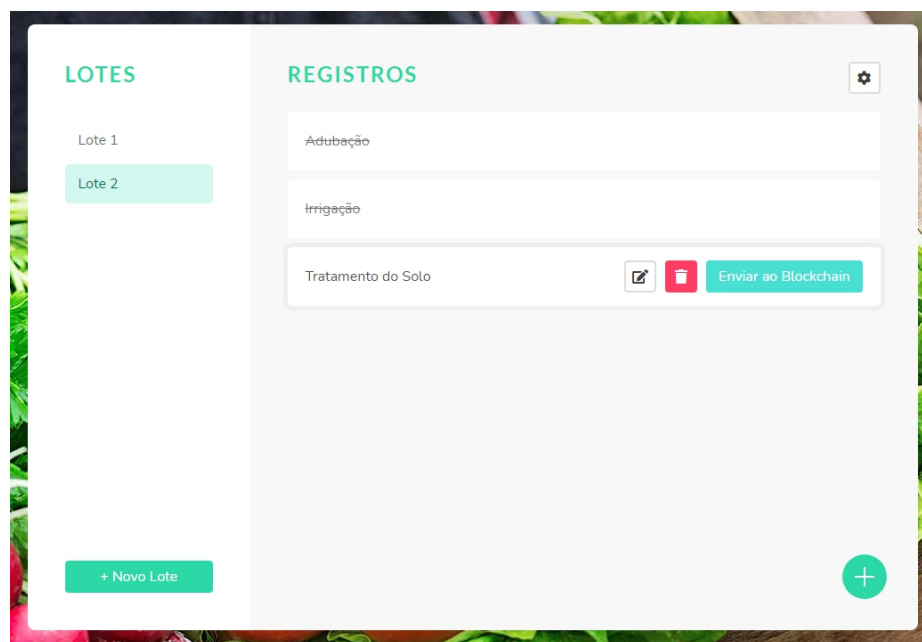 LOTES
Lote 1
Lote 2
+ Novo Lote
REGISTROS
Adubação
Irrigação
Tratamento do Solo
Enviar ao Blockchain